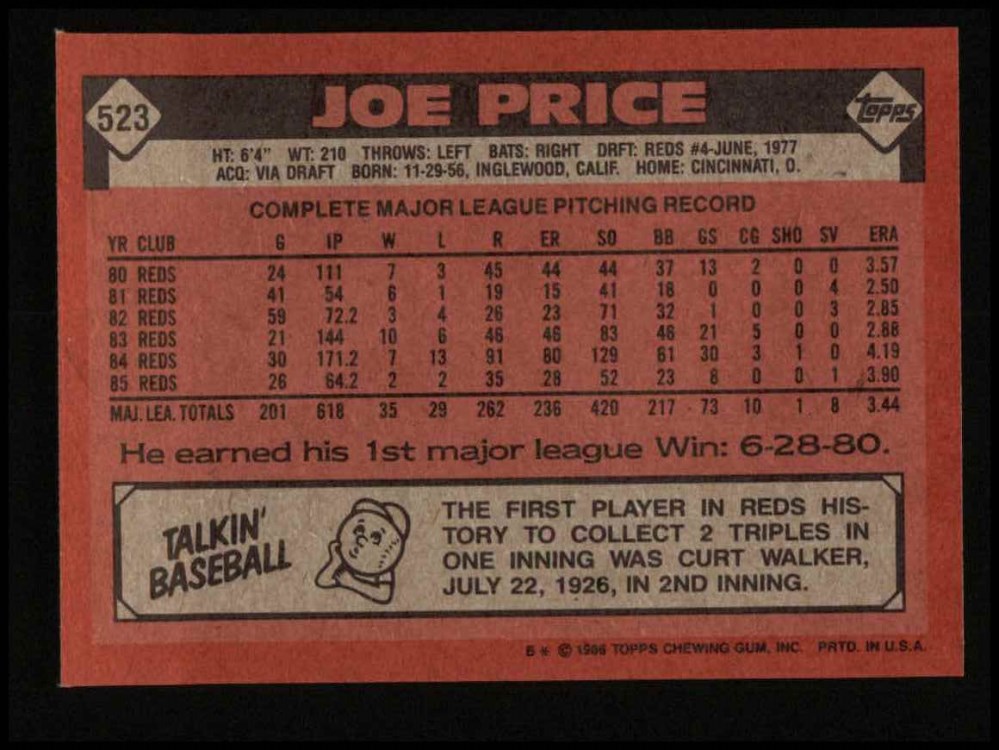 523 JOE PRICE Topps
HT: 6'4" WT: 210 THROWS: LEFT BATS: RIGHT DRFT: REDS #4-JUNE, 1977
ACQ: VIA DRAFT BORN: 11-29-56, INGLEWOOD, CALIF. HOME: CINCINNATI, O.
COMPLETE MAJOR LEAGUE PITCHING RECORD
YR CLUB G IP W L R ER SO BB GS CG SHO SV ERA
80 REDS 24 111 7 3 45 44 44 37 13 2 0 0 3.57
81 REDS 41 54 6 1 19 15 41 18 0 0 0 4 2.50
82 REDS 59 72.2 3 4 26 23 71 32 1 0 0 3 2.85
83 REDS 21 144 10 6 46 46 83 46 21 5 0 0 2.88
84 REDS 30 171.2 7 13 91 80 129 61 30 3 1 0 4.19
85 REDS 26 64.2 2 2 35 28 52 23 8 0 0 1 3.90
MAJ. LEA. TOTALS 201 618 35 29 262 236 420 217 73 10 1 8 3.44
He earned his 1st major league Win: 6-28-80.
TALKIN'
BASEBALL
THE FIRST PLAYER IN REDS HIS-
TORY TO COLLECT 2 TRIPLES IN
ONE INNING WAS CURT WALKER,
JULY 22, 1926, IN 2ND INNING.
© 1986 TOPPS CHEWING GUM, INC. PRTD. IN U.S.A.